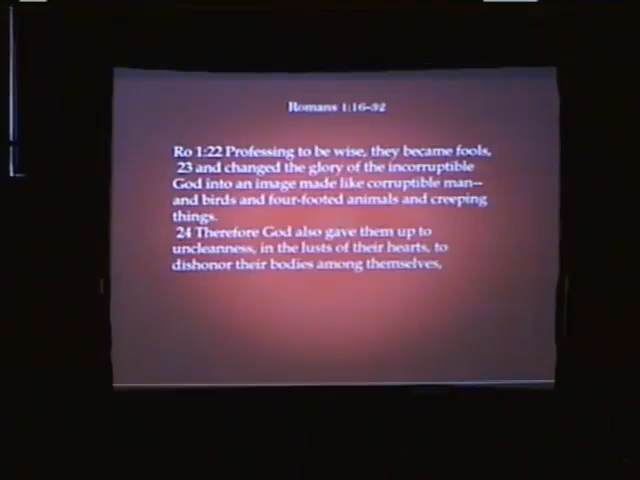 Romans 1:16-32
Ro 1:22 Professing to be wise, they became fools,
23 and changed the glory of the incorruptible
God into an image made like corruptible man--
and birds and four-footed animals and creeping
things.
24 Therefore God also gave them up to
uncleanness, in the lusts of their hearts, to
dishonor their bodies among themselves,